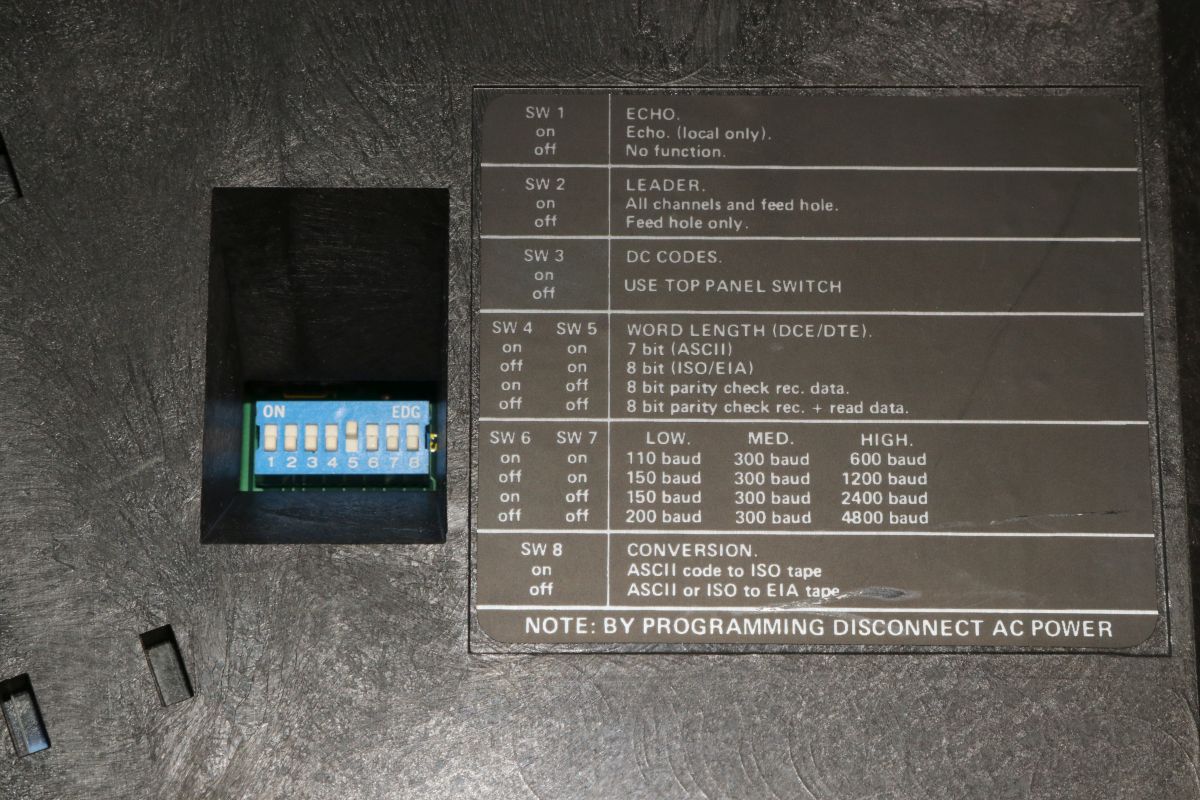 SW 1 ECHO.
on Echo. (local only).
off No function.
SW 2 LEADER.
on All channels and feed hole.
off Feed hole only.
SW 3 DC CODES.
on
off USE TOP PANEL SWITCH
SW 4 SW 5 WORD LENGTH (DCE/DTE).
on on 7 bit (ASCII)
off on 8 bit (ISO/EIA)
on off 8 bit parity check rec. data.
off off 8 bit parity check rec. + read data.
SW 6 SW 7 LOW. MED. HIGH.
on on 110 baud 300 baud 600 baud
off on 150 baud 300 baud 1200 baud
on off 150 baud 300 baud 2400 baud
off off 200 baud 300 baud 4800 baud
SW 8 CONVERSION.
on ASCII code to ISO tape
off ASCII or ISO to EIA tape
NOTE: BY PROGRAMMING DISCONNECT AC POWER
ON EDG
1 2 3 4 5 6 7 8